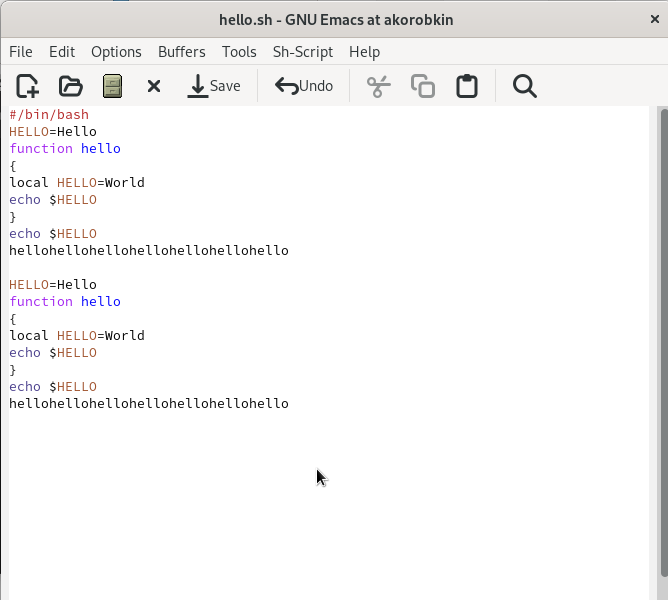 hello.sh - GNU Emacs at akorobkin
File Edit Options Buffers Tools Sh-Script Help
Save Undo
#/bin/bash
HELLO=Hello
function hello
{
local HELLO=World
echo $HELLO
}
echo $HELLO
hellohellohellohellohellohellohello

HELLO=Hello
function hello
{
local HELLO=World
echo $HELLO
}
echo $HELLO
hellohellohellohellohellohellohello